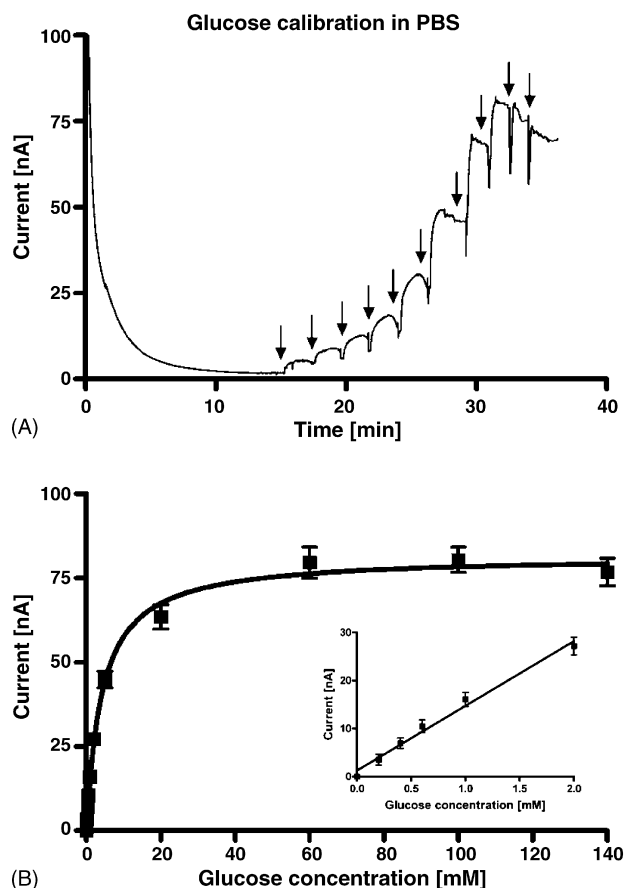 Glucose calibration in PBS
100
75
50
25
0
Current [nA]
0 10 20 30 40
Time [min]
(A)
100
75
50
25
0
Current [nA]
0 20 40 60 80 100 120 140
Glucose concentration [mM]
(B)
30
20
10
0
Current [nA]
0.0 0.5 1.0 1.5 2.0
Glucose concentration [mM]